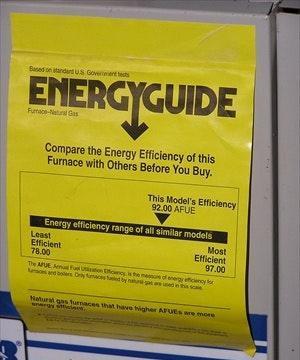 Based on standard U.S. Government tests
ENERGYGUIDE
Furnace–Natural Gas
Compare the Energy Efficiency of this
Furnace with Others Before You Buy.
This Model's Efficiency
92.00 AFUE
Energy efficiency range of all similar models
Least
Efficient
78.00
Most
Efficient
97.00
The AFUE, Annual Fuel Utilization Efficiency, is the measure of energy efficiency for
furnaces and boilers. Only furnaces fueled by natural gas are used in this scale.
Natural gas furnaces that have higher AFUEs are more
energy efficient.